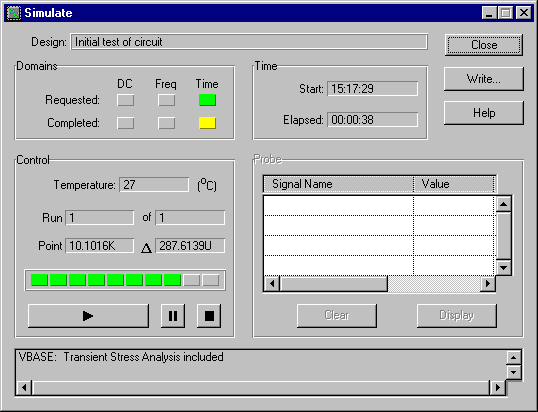 Simulate
Design: Initial test of circuit
Close
Domains
DC Freq Time
Requested:
Completed:
Time
Start: 15:17:29
Elapsed: 00:00:38
Write...
Help
Control
Temperature: 27 (°C)
Run 1 of 1
Point 10.1016K Δ 287.6139U
Probe
Signal Name Value
Clear Display
VBASE: Transient Stress Analysis included